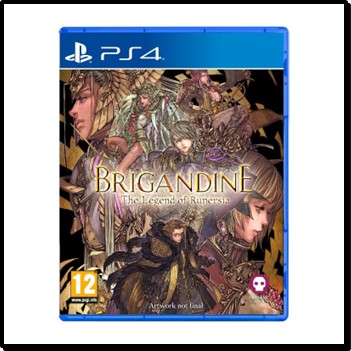 PS4
BRIGANDINE
The Legend of Runersia
12
www.pegi.info
Artwork not final